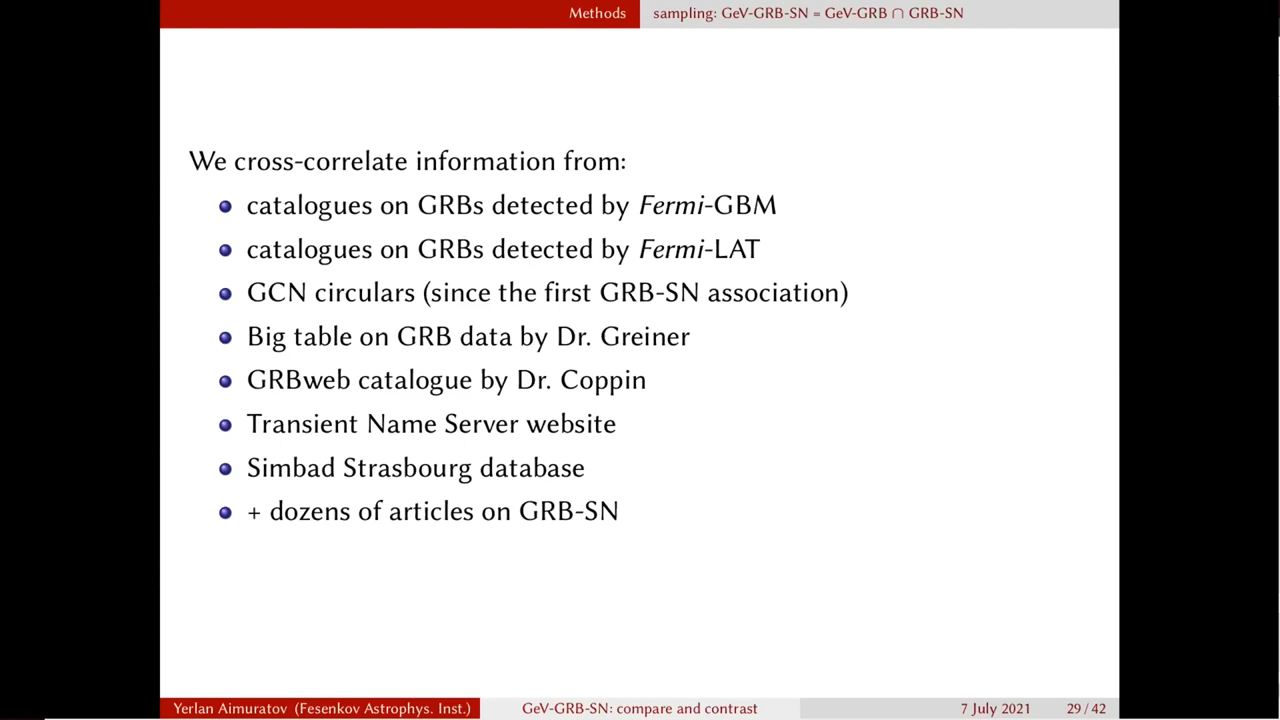 Methods
sampling: GeV-GRB-SN = GeV-GRB ∩ GRB-SN
We cross-correlate information from:
catalogues on GRBs detected by Fermi-GBM
catalogues on GRBs detected by Fermi-LAT
GCN circulars (since the first GRB-SN association)
Big table on GRB data by Dr. Greiner
GRBweb catalogue by Dr. Coppin
Transient Name Server website
Simbad Strasbourg database
+ dozens of articles on GRB-SN
Yerlan Aimuratov (Fesenkov Astrophys. Inst.)
GeV-GRB-SN: compare and contrast
7 July 2021
29 / 42